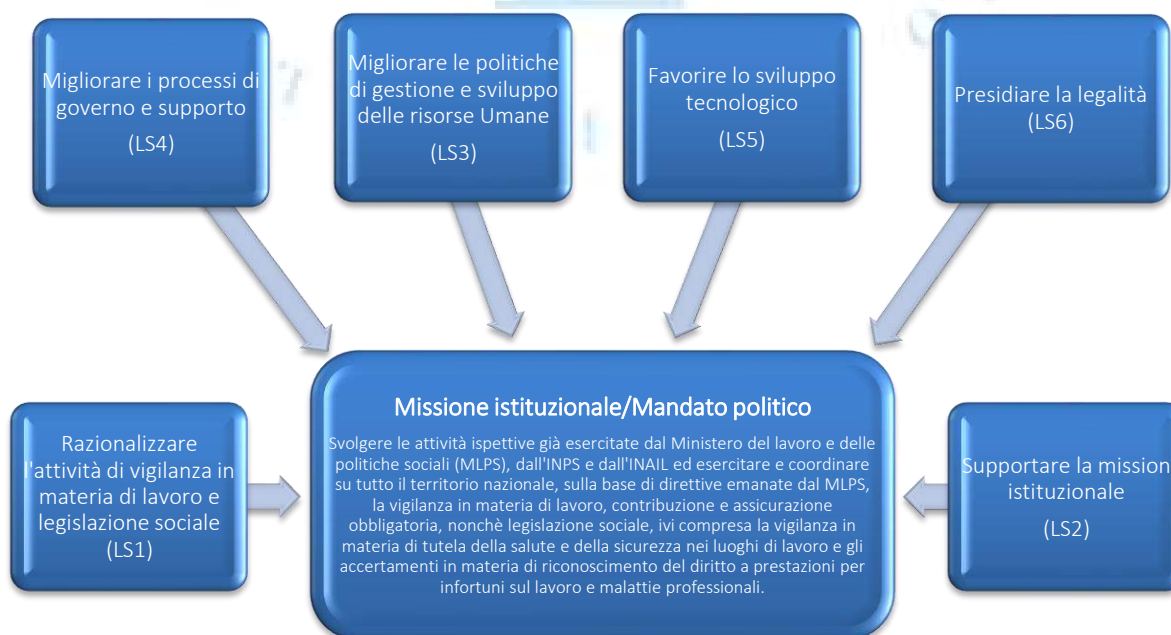 Migliorare i processi di
governo e supporto
(LS4)
Migliorare le politiche
di gestione e sviluppo
delle risorse Umane
(LS3)
Favorire lo sviluppo
tecnologico
(LS5)
Presidiare la legalità
(LS6)
Razionalizzare
l'attività di vigilanza in
materia di lavoro e
legislazione sociale
(LS1)
Missione istituzionale/Mandato politico
Svolgere le attività ispettive già esercitate dal Ministero del lavoro e delle
politiche sociali (MLPS), dall'INPS e dall'INAIL ed esercitare e coordinare
su tutto il territorio nazionale, sulla base di direttive emanate dal MLPS,
la vigilanza in materia di lavoro, contribuzione e assicurazione
obbligatoria, nonchè legislazione sociale, ivi compresa la vigilanza in
materia di tutela della salute e della sicurezza nei luoghi di lavoro e gli
accertamenti in materia di riconoscimento del diritto a prestazioni per
infortuni sul lavoro e malattie professionali.
Supportare la mission
istituzionale
(LS2)